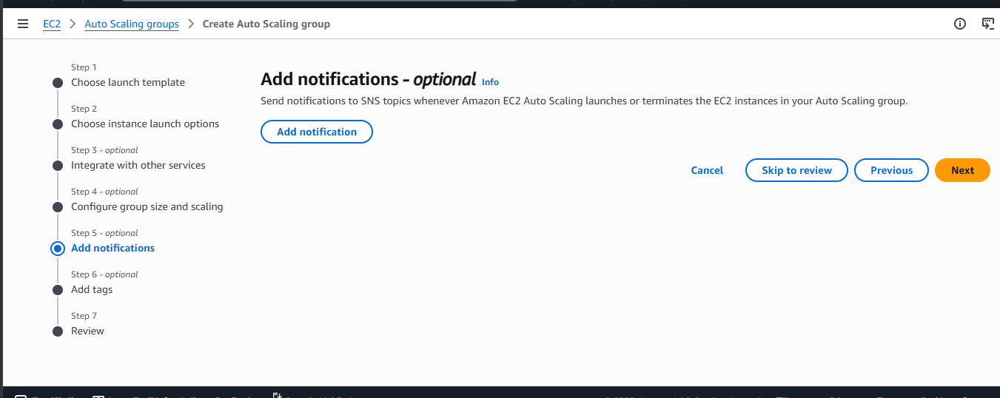 EC2 > Auto Scaling groups > Create Auto Scaling group
Step 1
Choose launch template
Step 2
Choose instance launch options
Step 3 - optional
Integrate with other services
Step 4 - optional
Configure group size and scaling
Step 5 - optional
Add notifications
Step 6 - optional
Add tags
Step 7
Review
Add notifications - optional Info
Send notifications to SNS topics whenever Amazon EC2 Auto Scaling launches or terminates the EC2 instances in your Auto Scaling group.
Add notification
Cancel Skip to review Previous Next